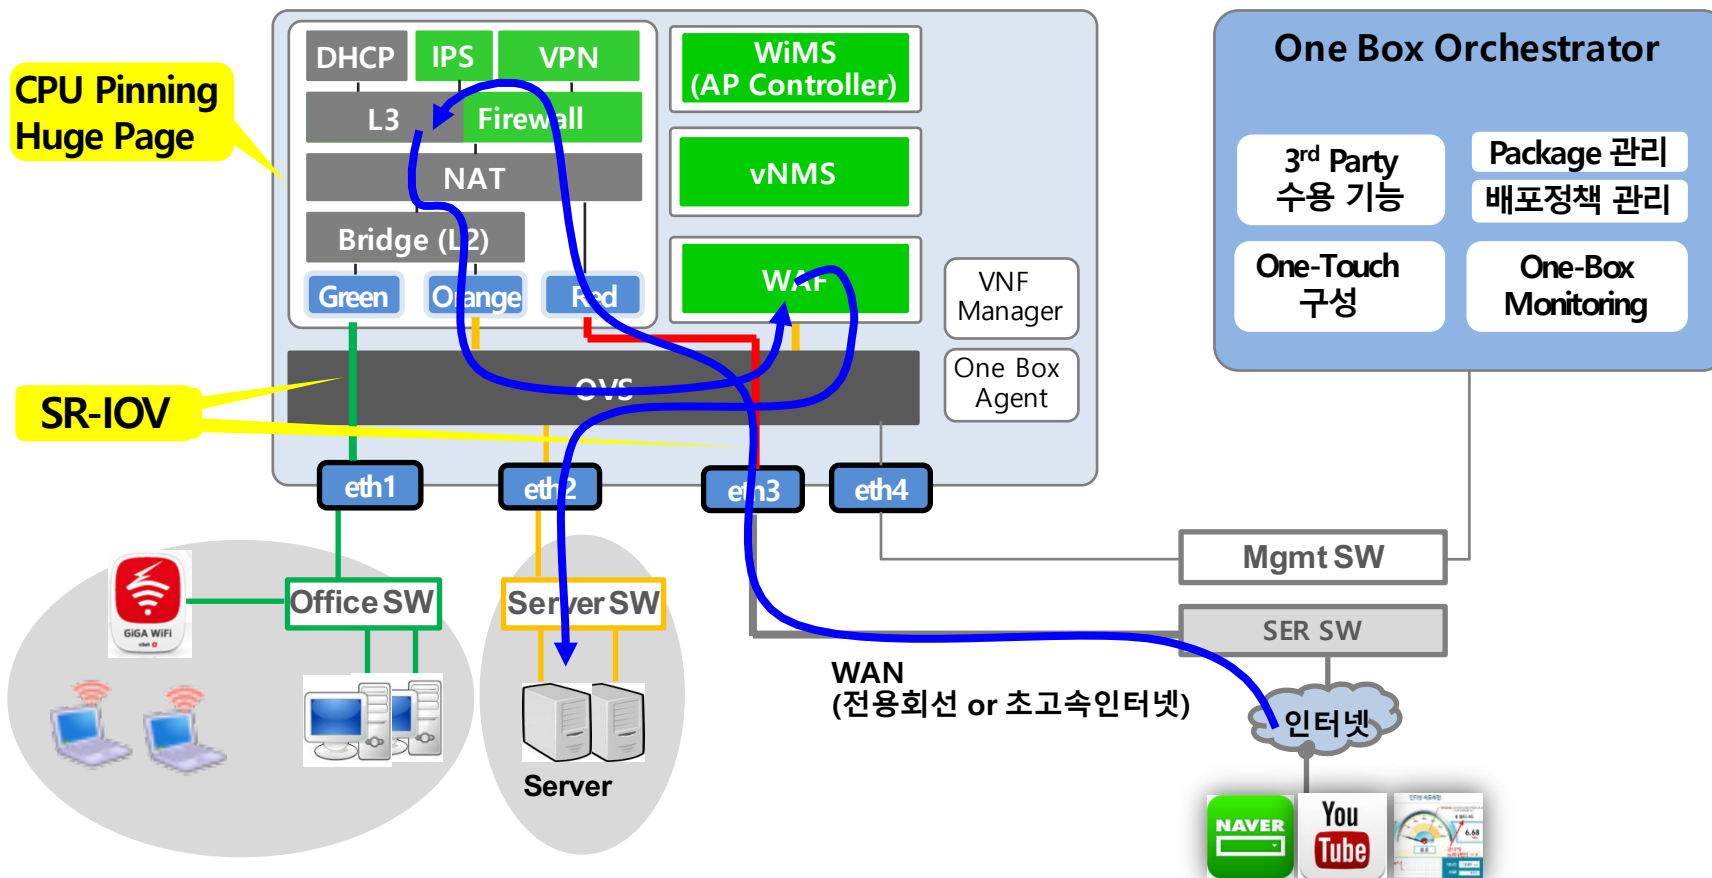 CPU Pinning
Huge Page
DHCP
IPS
VPN
L3
Firewall
NAT
Bridge (L2)
Green
Orange
Red
WiMS
(AP Controller)
vNMS
WAF
VNF
Manager
One Box
Agent
OVS
SR-IOV
eth1
eth2
eth3
eth4
One Box Orchestrator
3rd Party
수용 기능
Package 관리
배포정책 관리
One-Touch
구성
One-Box
Monitoring
Mgmt SW
SER SW
Office SW
Server SW
GiGA WiFi
olleh
Server
WAN
(전용회선 or 초고속인터넷)
인터넷
NAVER
You
Tube
6.68